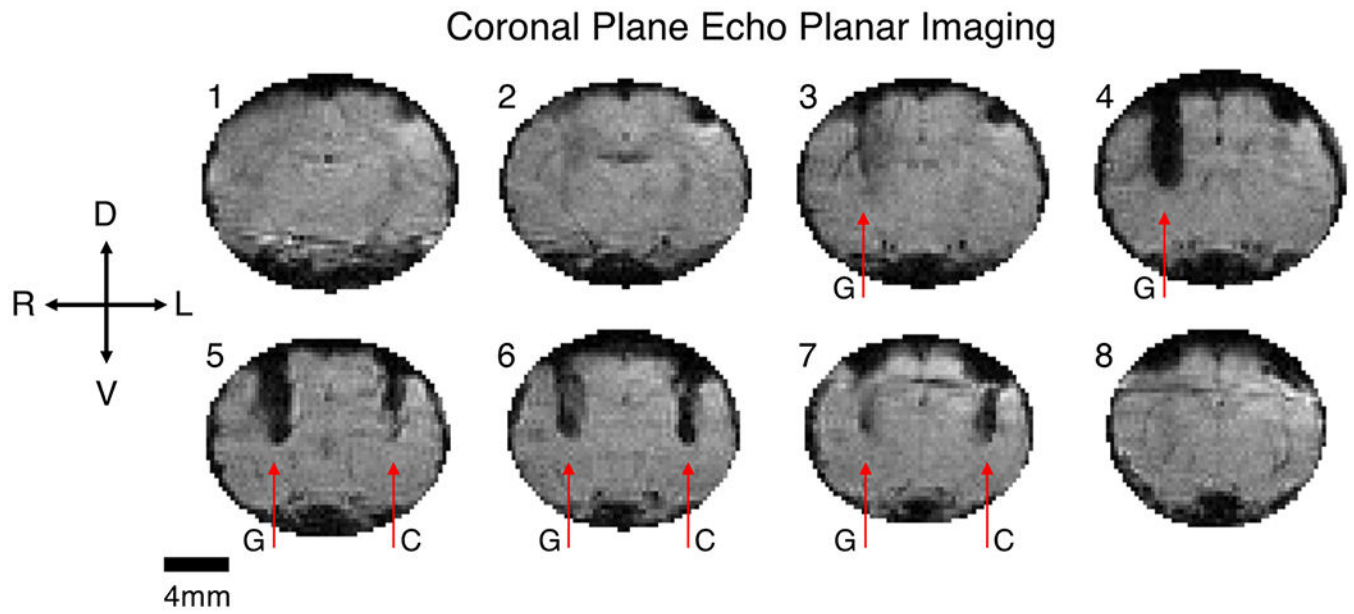 Coronal Plane Echo Planar Imaging
1 2 3 4
D
R L
V
G G
5 6 7 8
G C G C G C
4mm